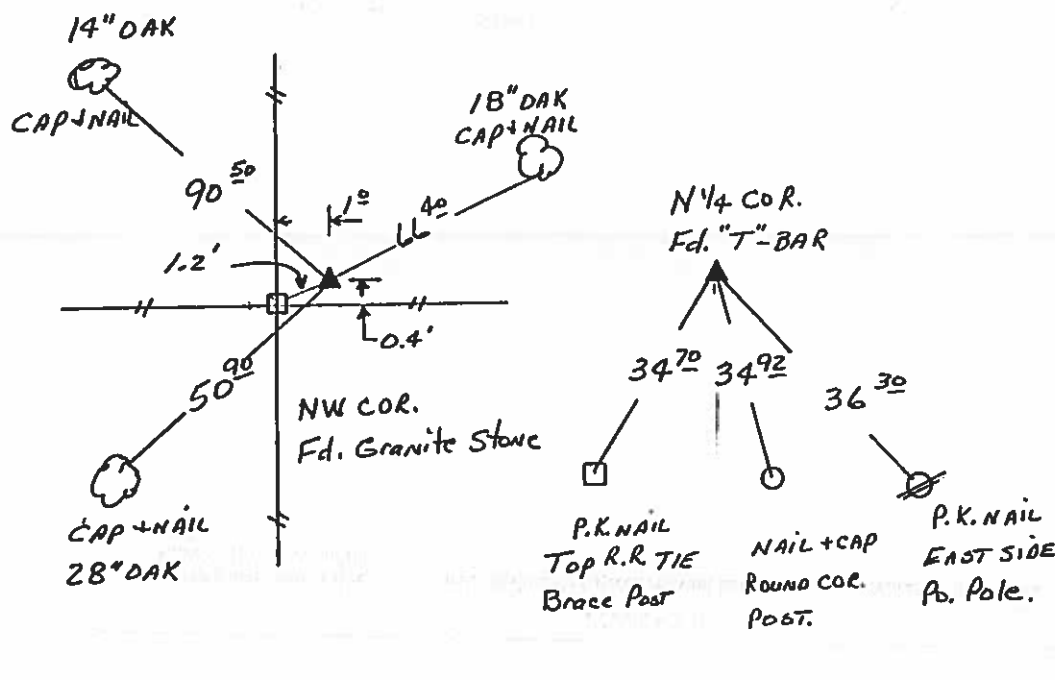 14" OAK
CAP + NAIL
90 50
1.2'
1 0
18" OAK
CAP + NAIL
66 40
0.4'
50 90
NW COR.
Fd. Granite Stone
CAP + NAIL
28" OAK
N 1/4 COR.
Fd. "T"-BAR
34 70
34 92
36 30
P.K. NAIL
Top R.R TIE
Brace Post
NAIL + CAP
ROUND COR.
POST.
P.K. NAIL
EAST SIDE
Po. Pole.